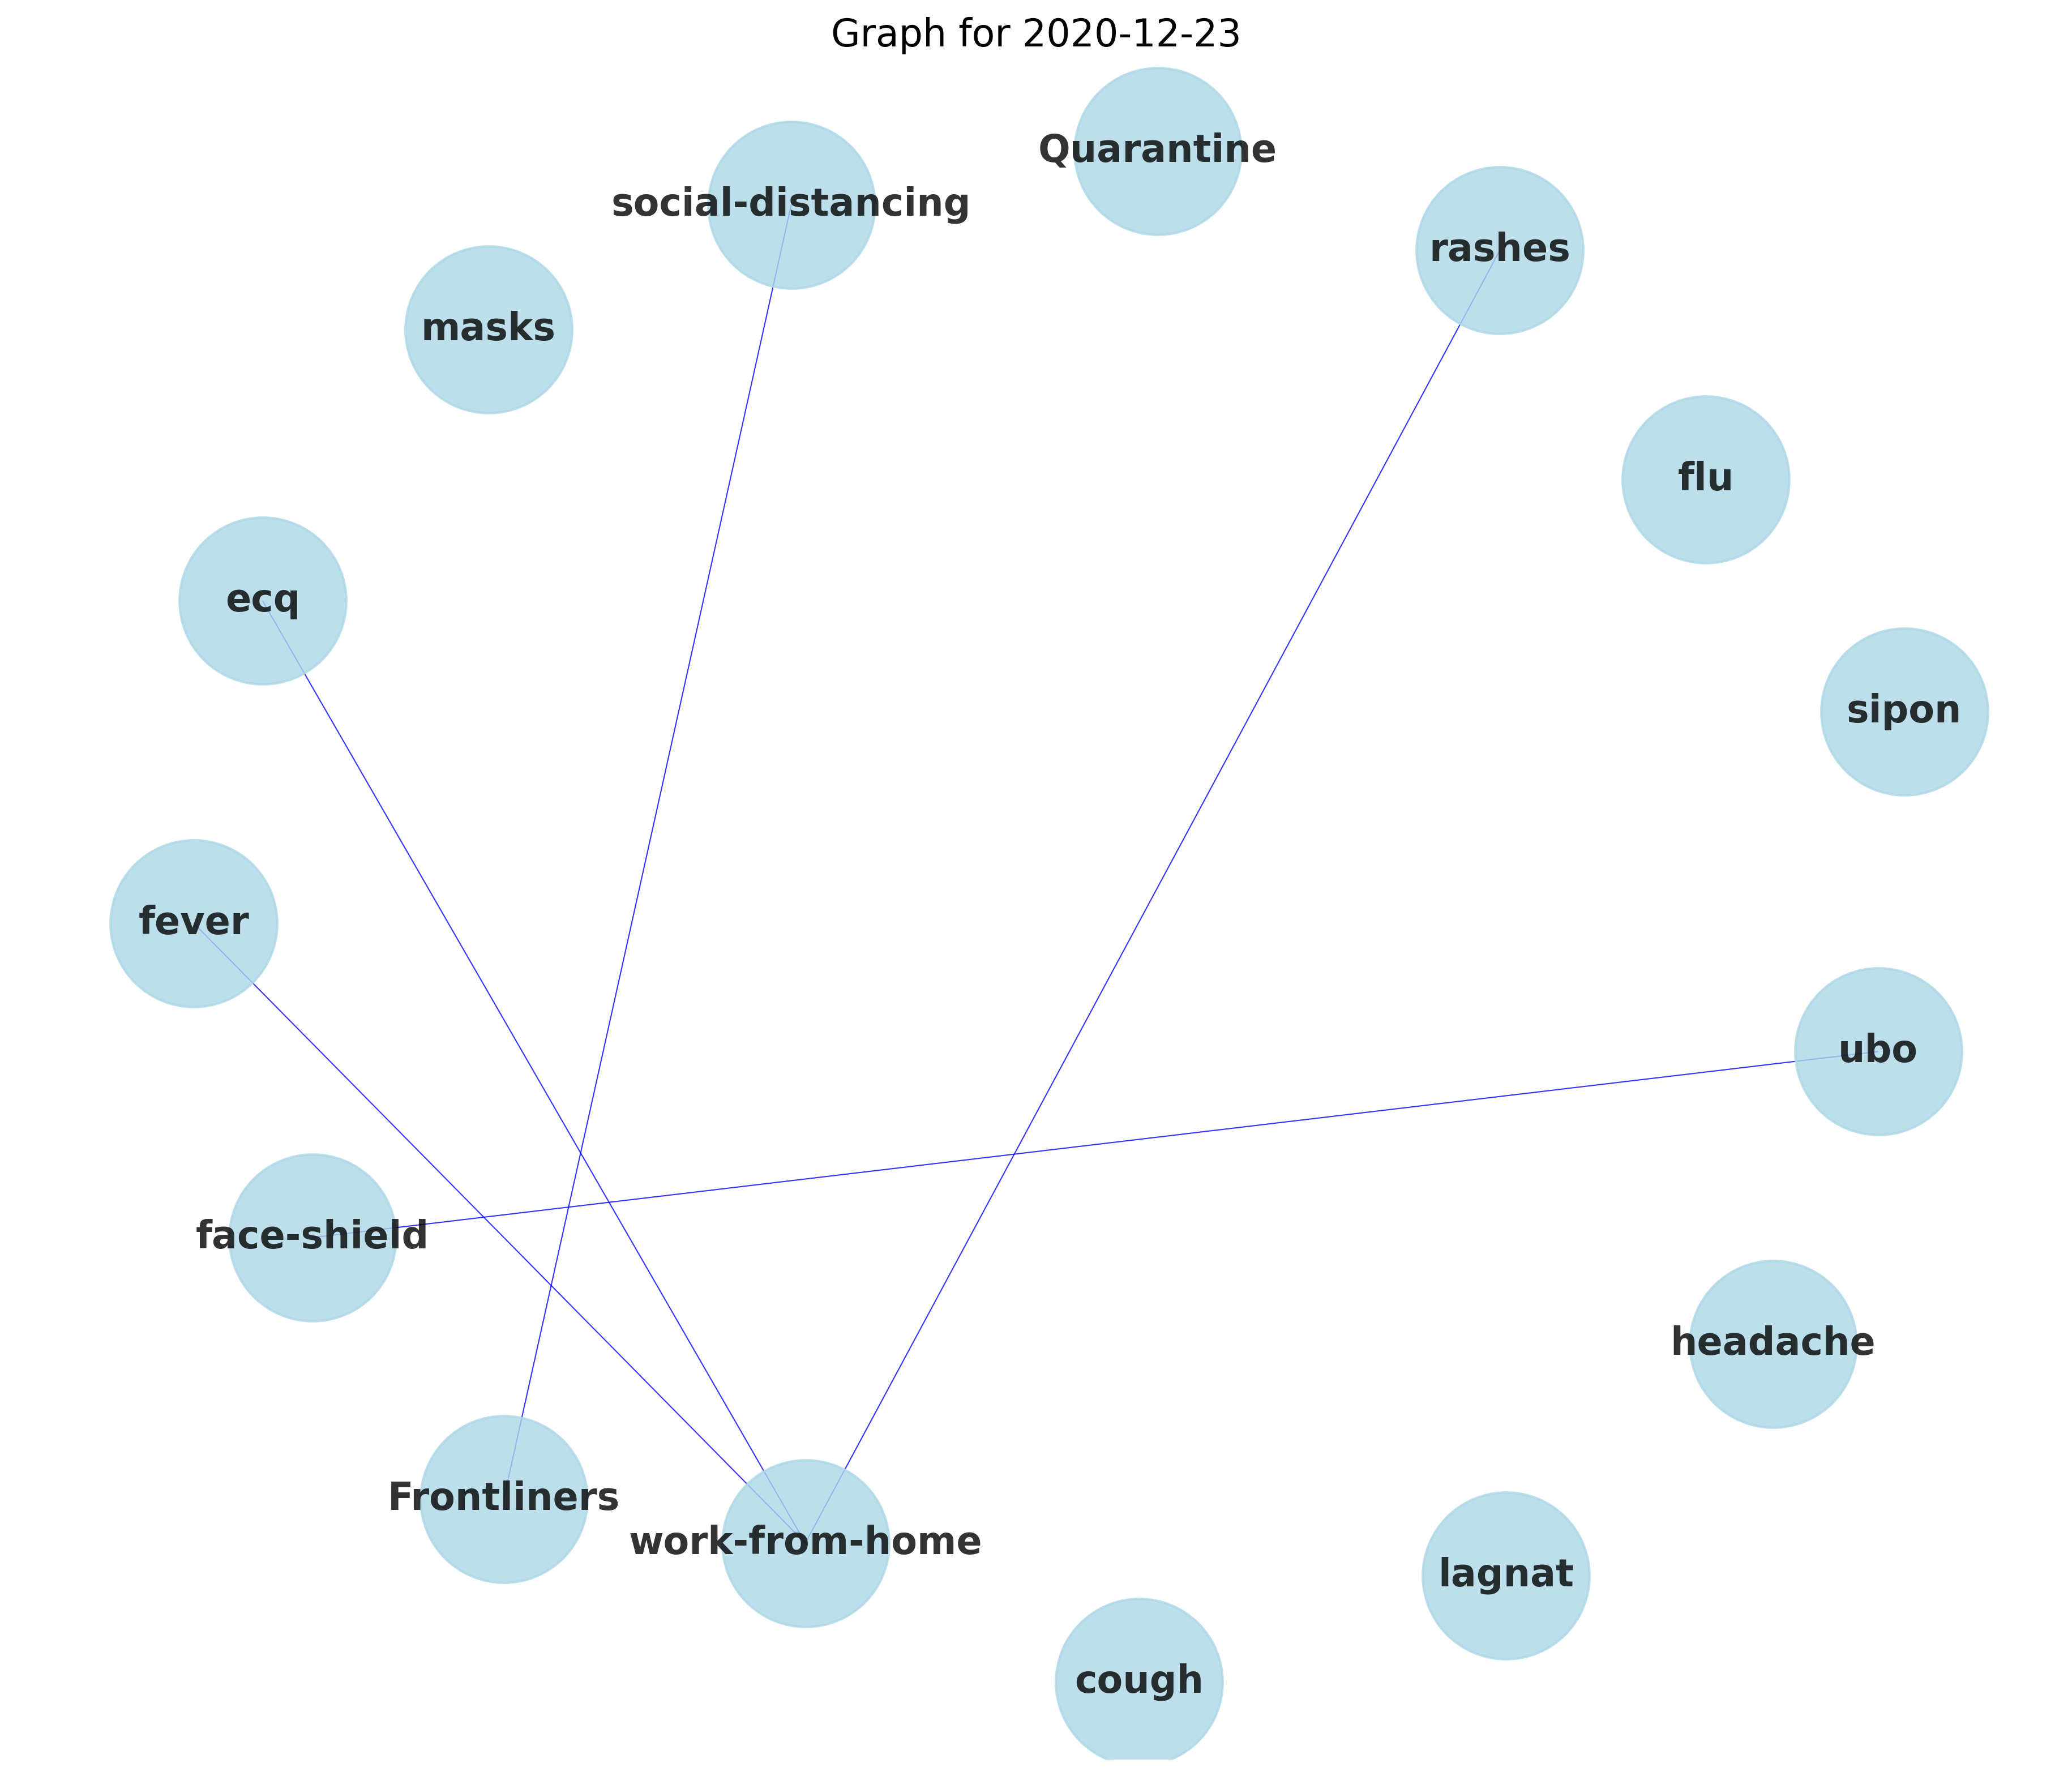 Graph for 2020-12-23
Quarantine
social-distancing
rashes
masks
flu
ecq
sipon
fever
ubo
face-shield
headache
Frontliners
work-from-home
lagnat
cough